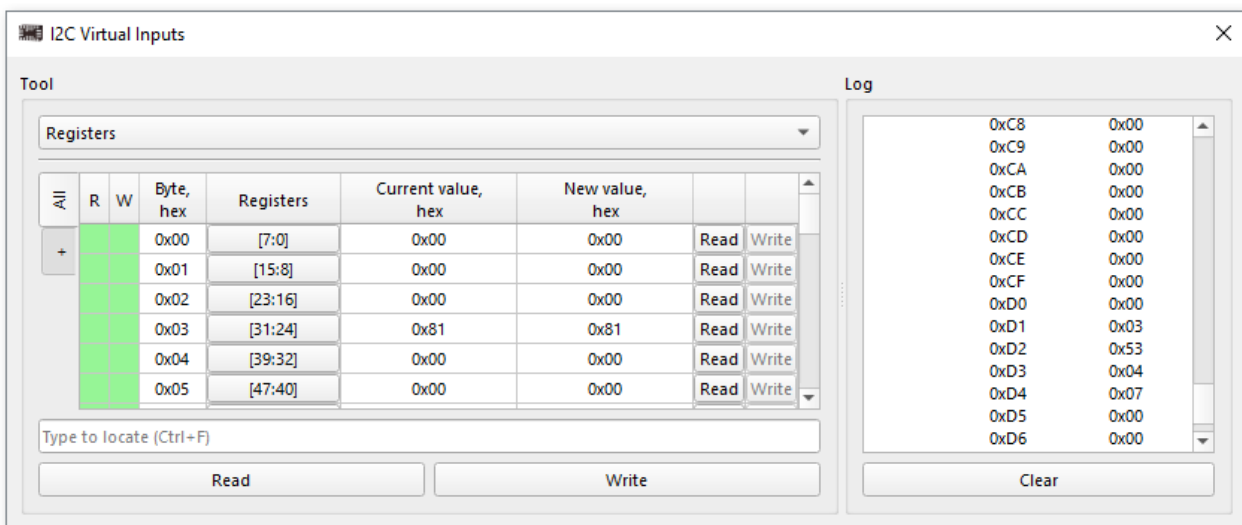 I2C Virtual Inputs
Tool
Registers
All
+
R W Byte, hex Registers Current value, hex New value, hex
0x00 [7:0] 0x00 0x00 Read Write
0x01 [15:8] 0x00 0x00 Read Write
0x02 [23:16] 0x00 0x00 Read Write
0x03 [31:24] 0x81 0x81 Read Write
0x04 [39:32] 0x00 0x00 Read Write
0x05 [47:40] 0x00 0x00 Read Write
Type to locate (Ctrl+F)
Read Write
Log
0xC8 0x00
0xC9 0x00
0xCA 0x00
0xCB 0x00
0xCC 0x00
0xCD 0x00
0xCE 0x00
0xCF 0x00
0xD0 0x00
0xD1 0x03
0xD2 0x53
0xD3 0x04
0xD4 0x07
0xD5 0x00
0xD6 0x00
Clear